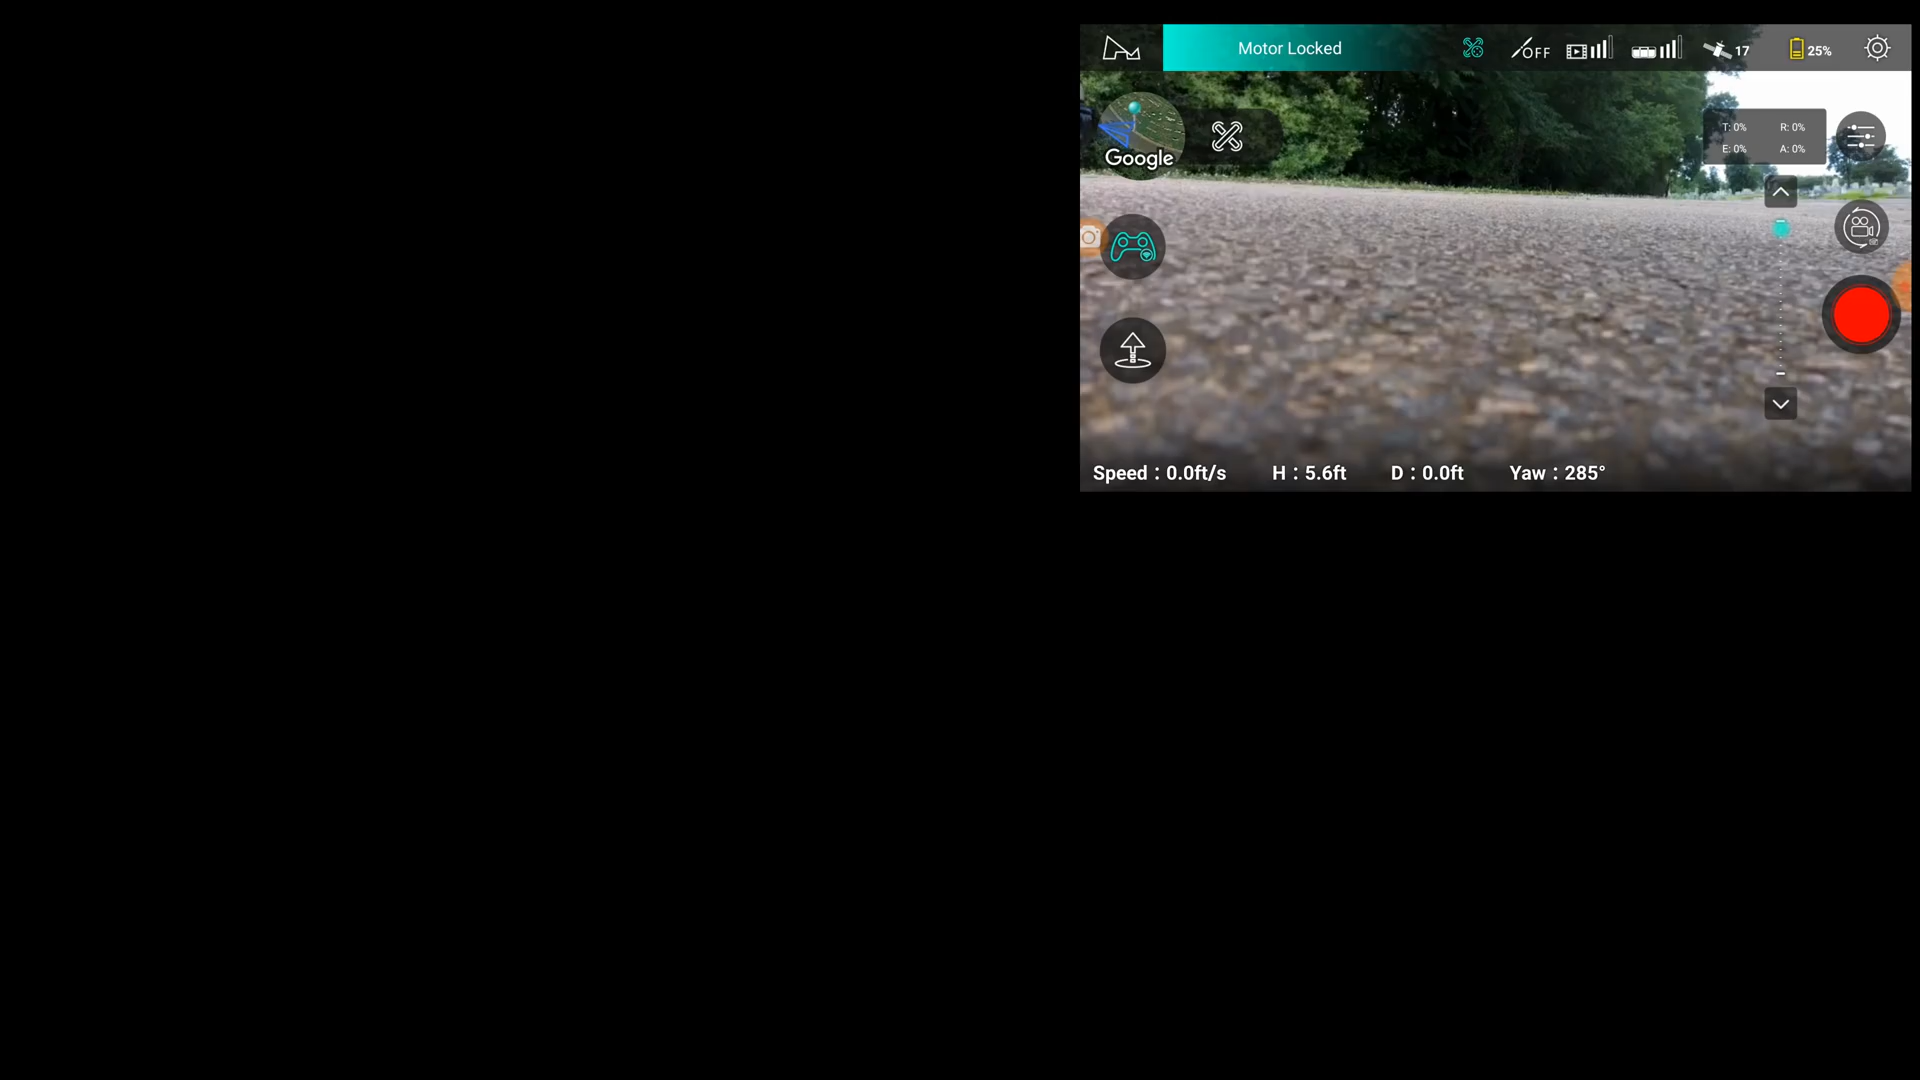 Motor Locked
OFF
17
25%
Google
T: 0% R: 0%
E: 0% A: 0%
Speed : 0.0ft/s H : 5.6ft D : 0.0ft Yaw : 285°